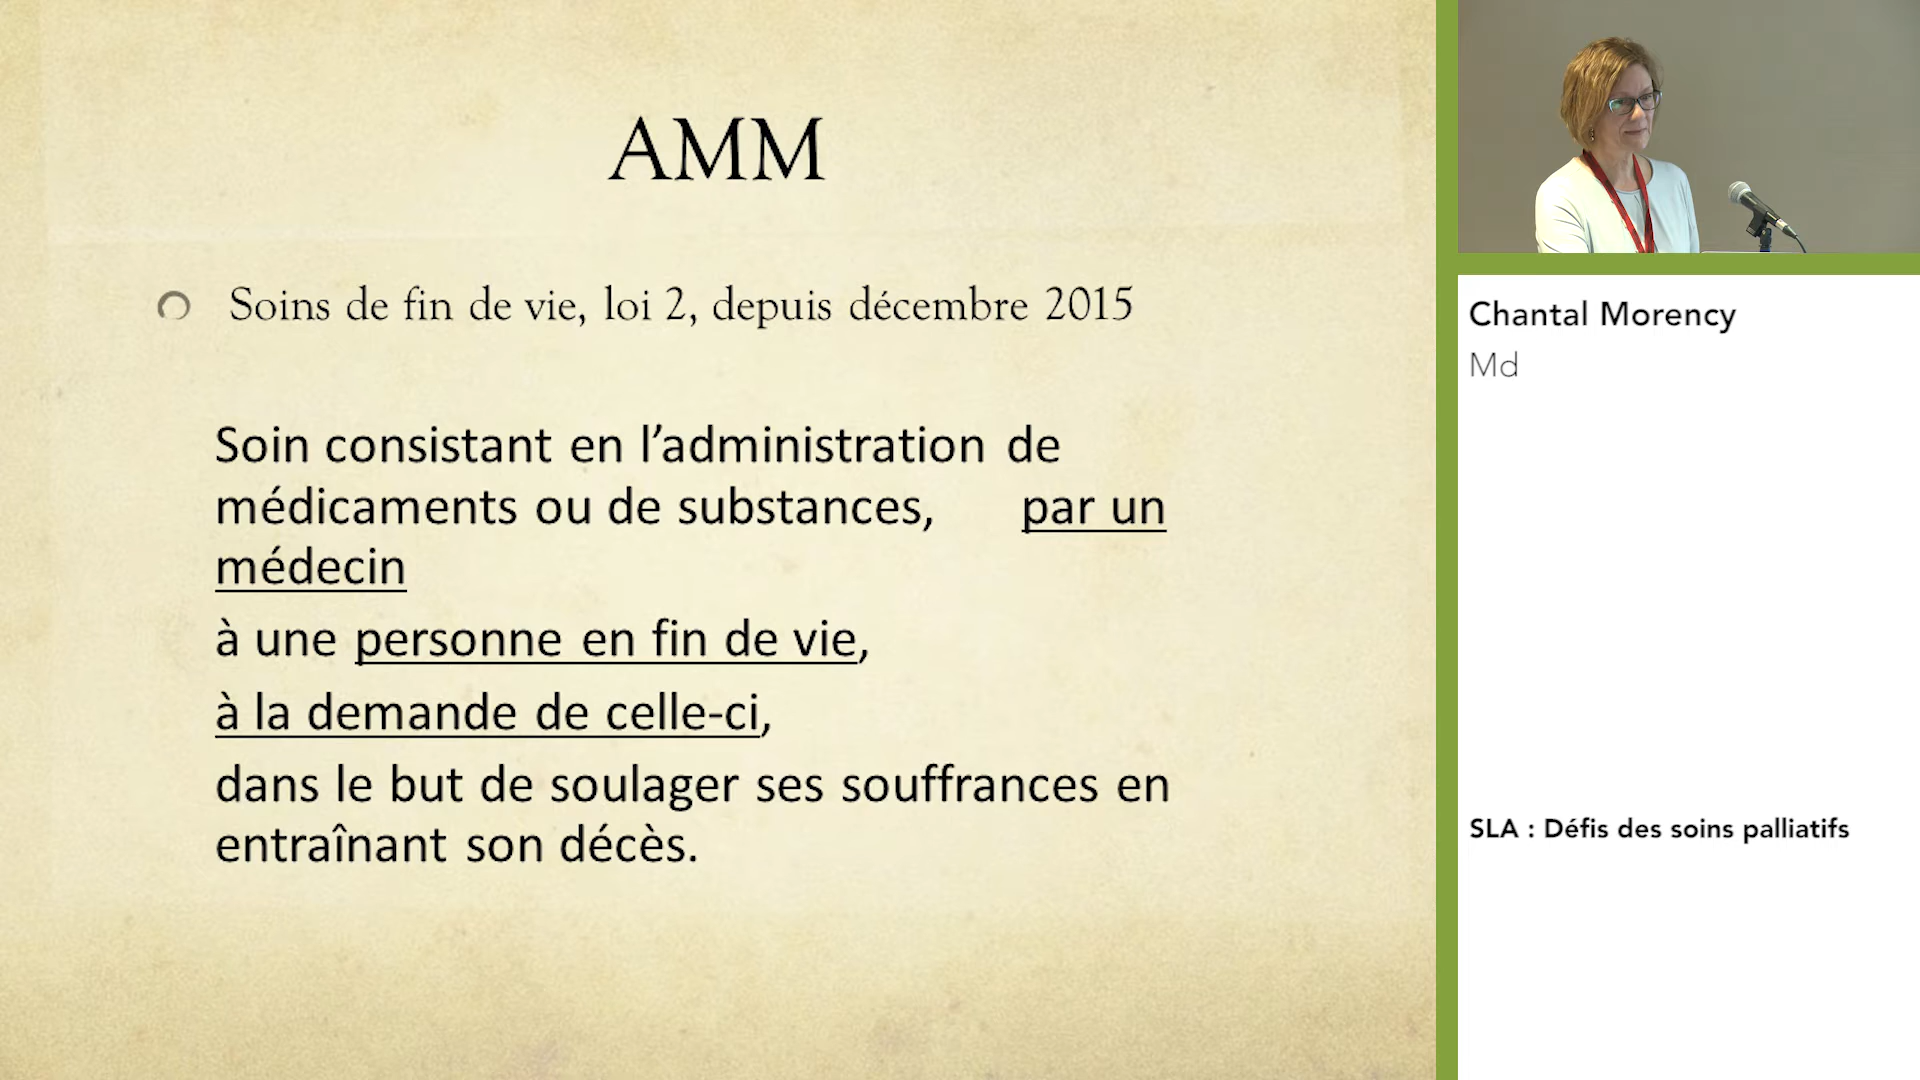 AMM
Soins de fin de vie, loi 2, depuis décembre 2015
Soin consistant en l’administration de
médicaments ou de substances, par un
médecin
à une personne en fin de vie,
à la demande de celle-ci,
dans le but de soulager ses souffrances en
entraînant son décès.
Chantal Morency
Md
SLA : Défis des soins palliatifs